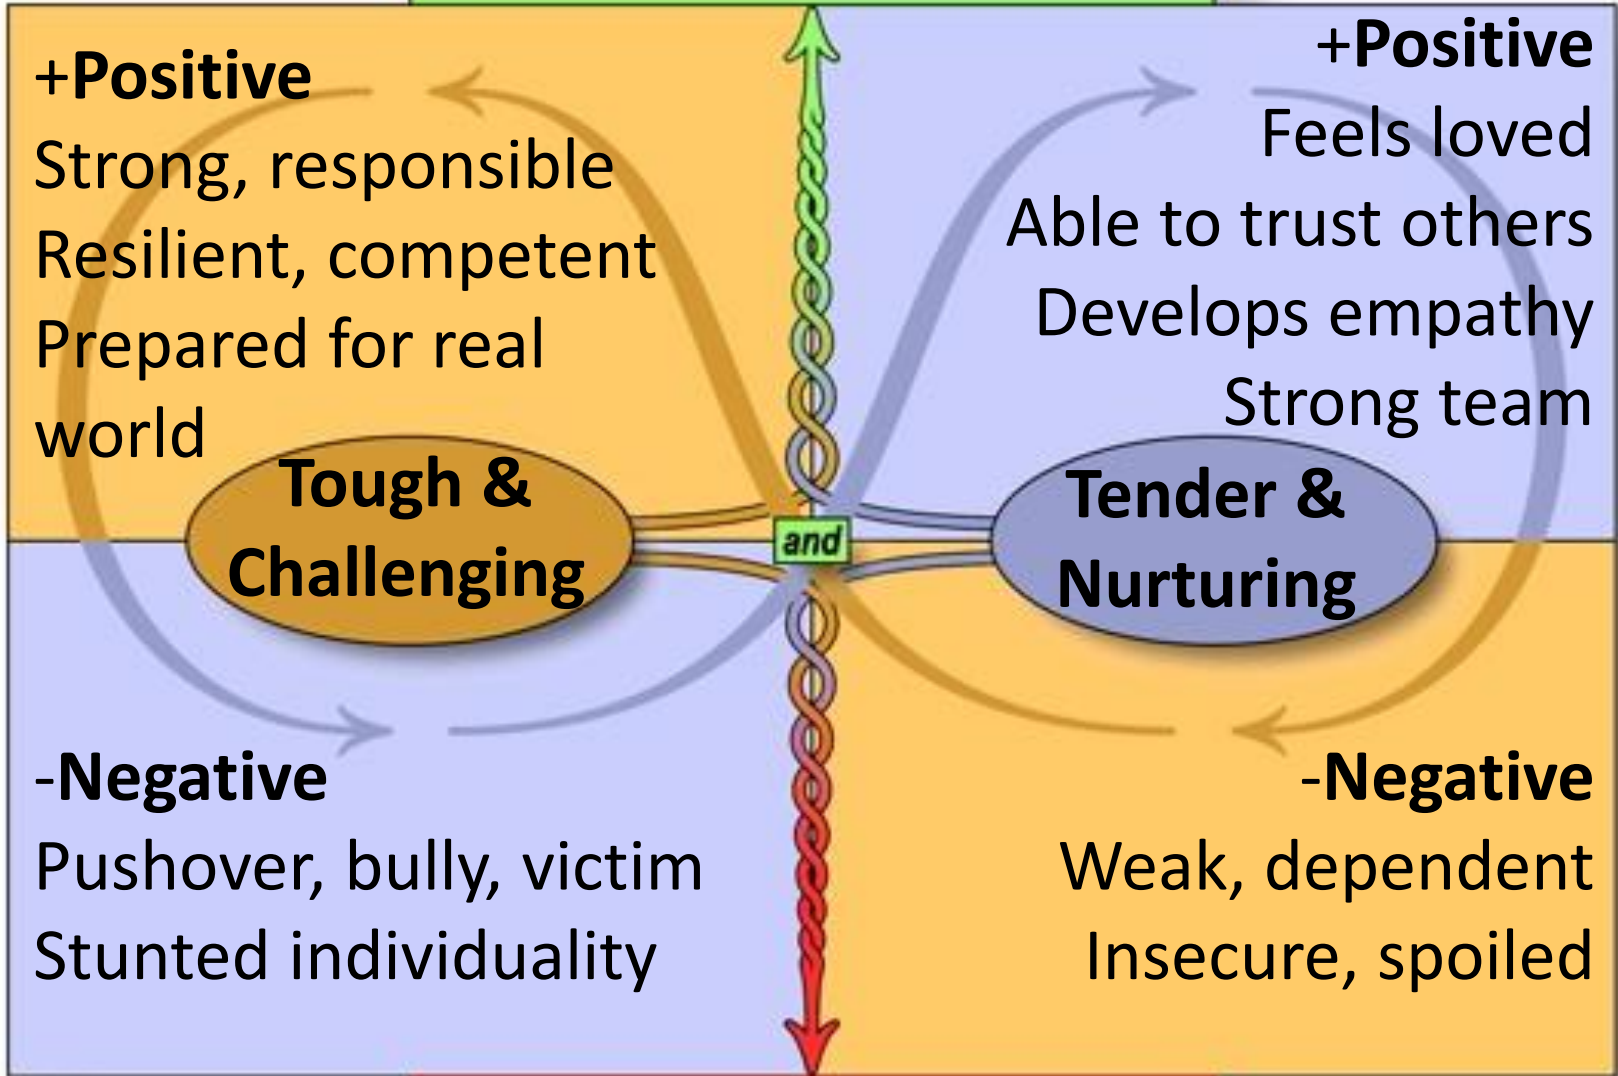 +Positive
Strong, responsible
Resilient, competent
Prepared for real
world
Tough &
Challenging
-Negative
Pushover, bully, victim
Stunted individuality
and
+Positive
Feels loved
Able to trust others
Develops empathy
Strong team
Tender &
Nurturing
-Negative
Weak, dependent
Insecure, spoiled